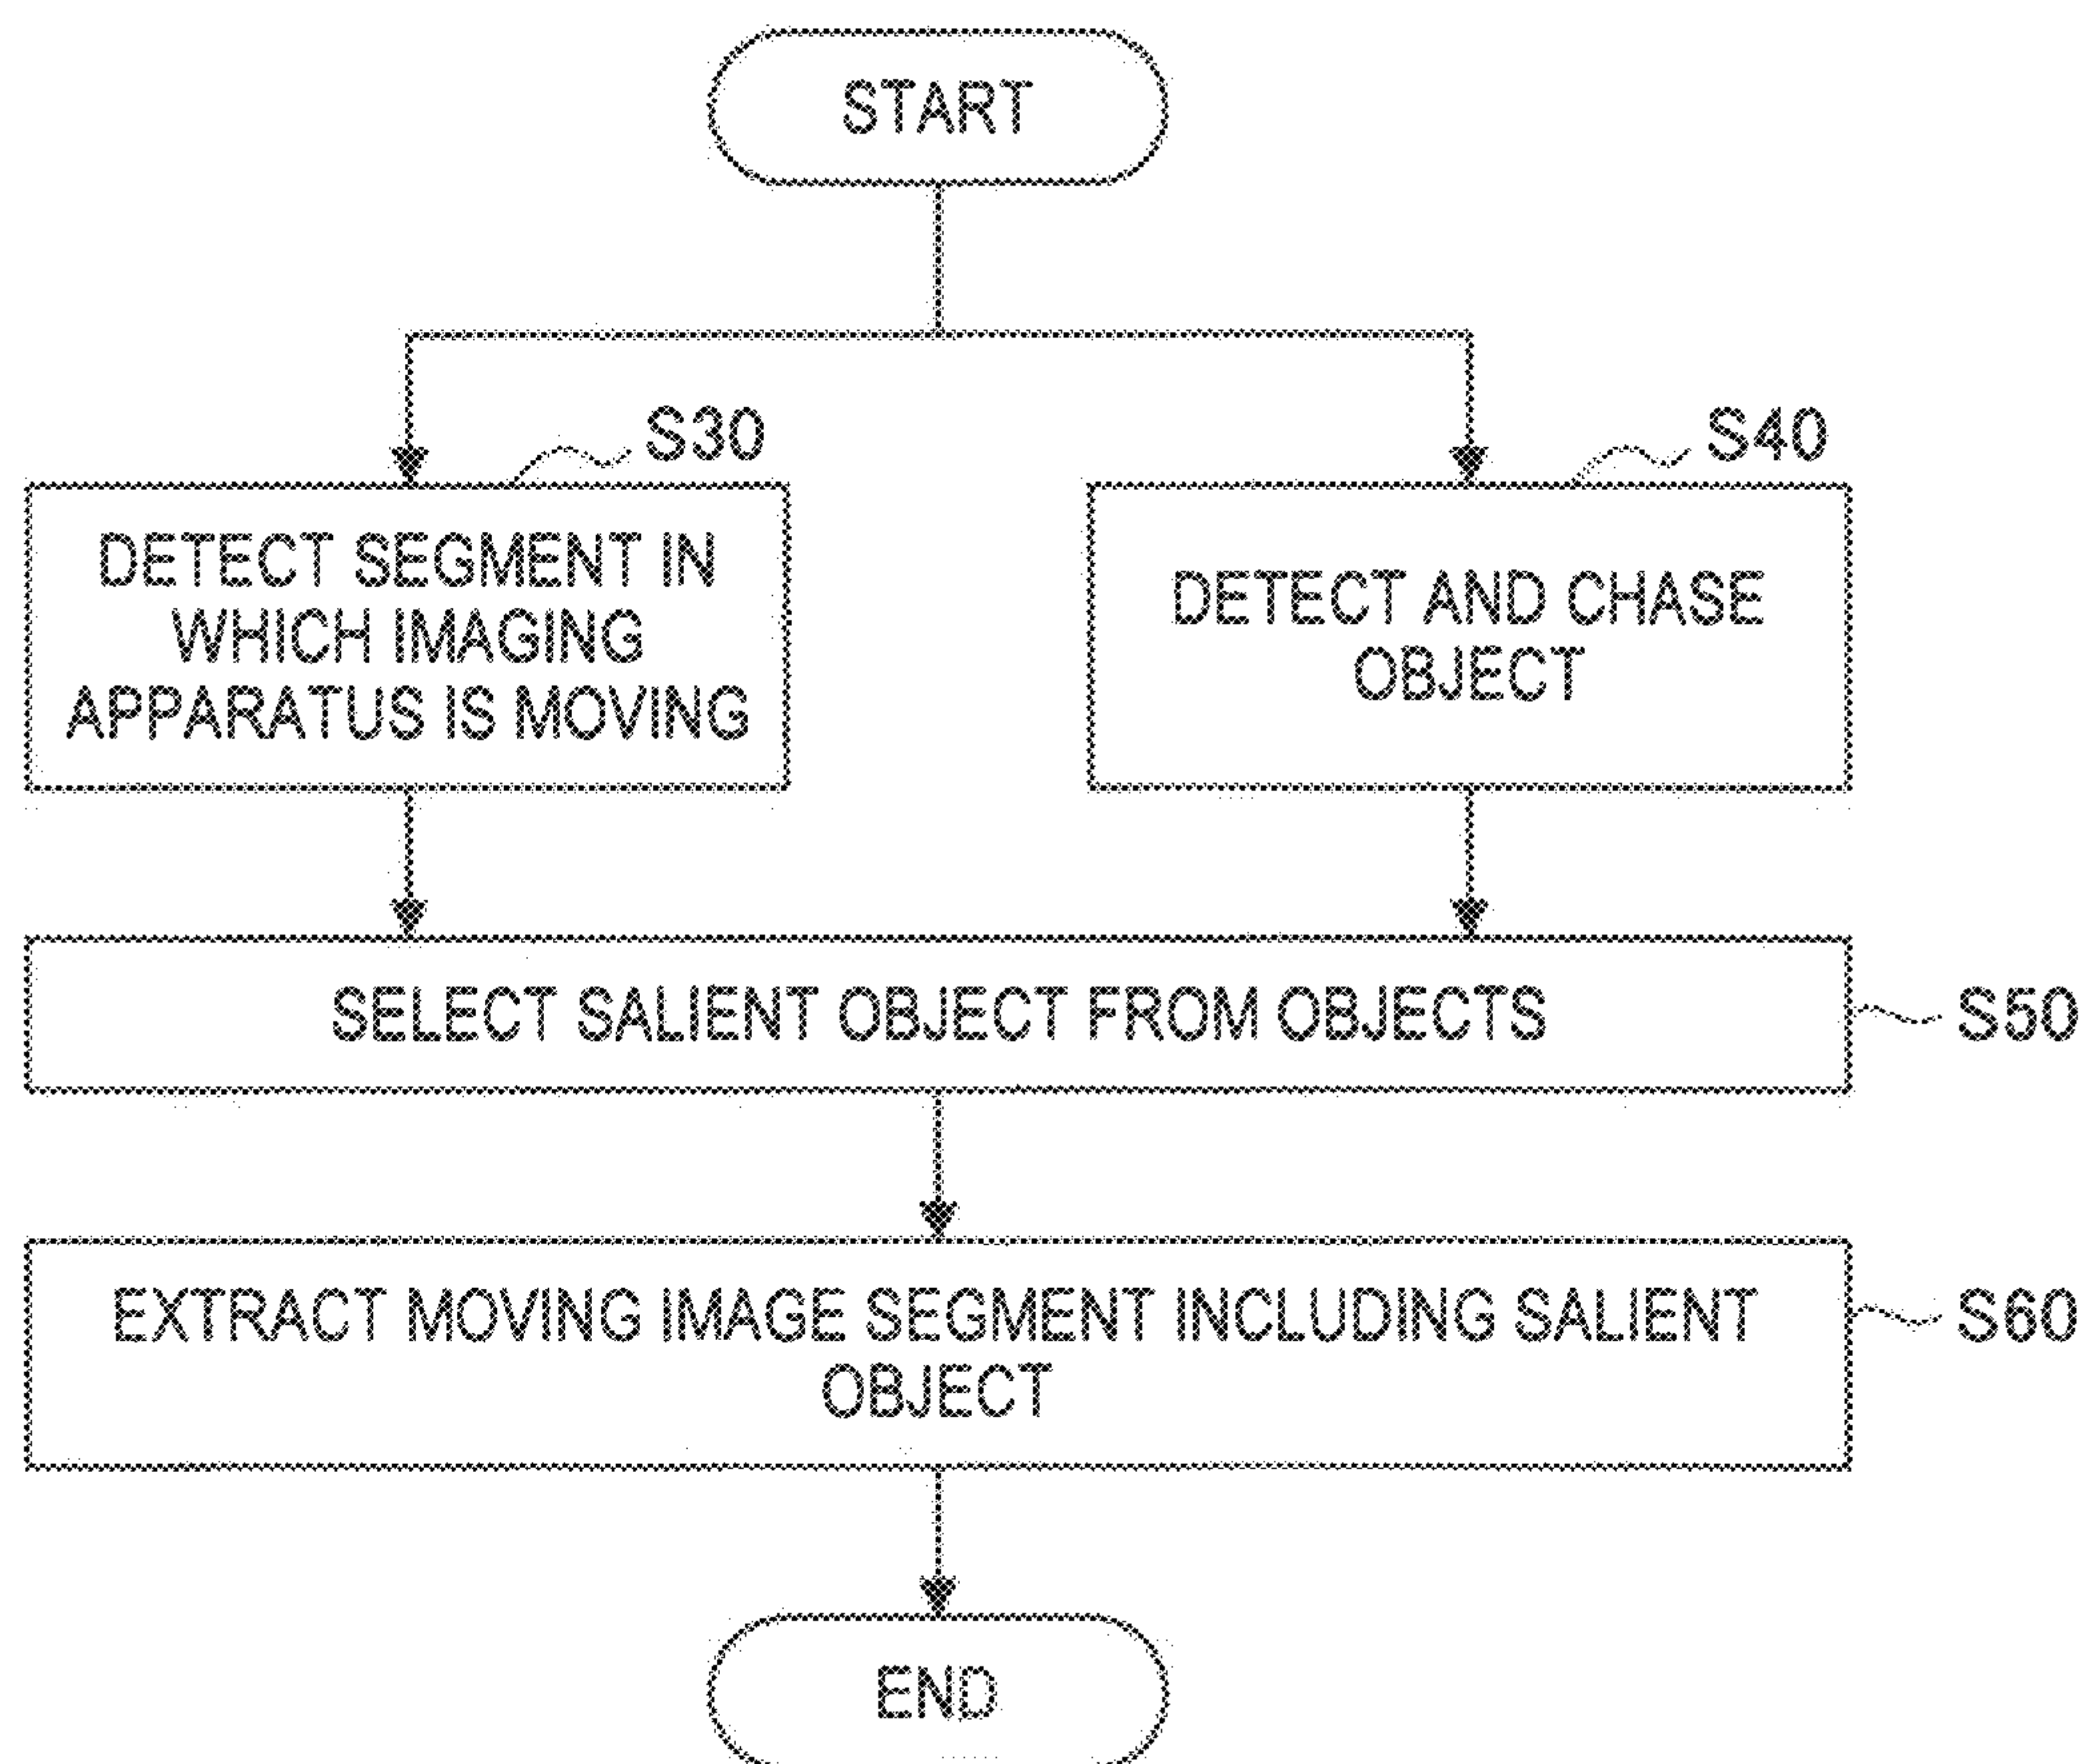 START
S30
DETECT SEGMENT IN
WHICH IMAGING
APPARATUS IS MOVING
S40
DETECT AND CHASE
OBJECT
SELECT SALIENT OBJECT FROM OBJECTS
S50
EXTRACT MOVING IMAGE SEGMENT INCLUDING SALIENT
OBJECT
S60
END